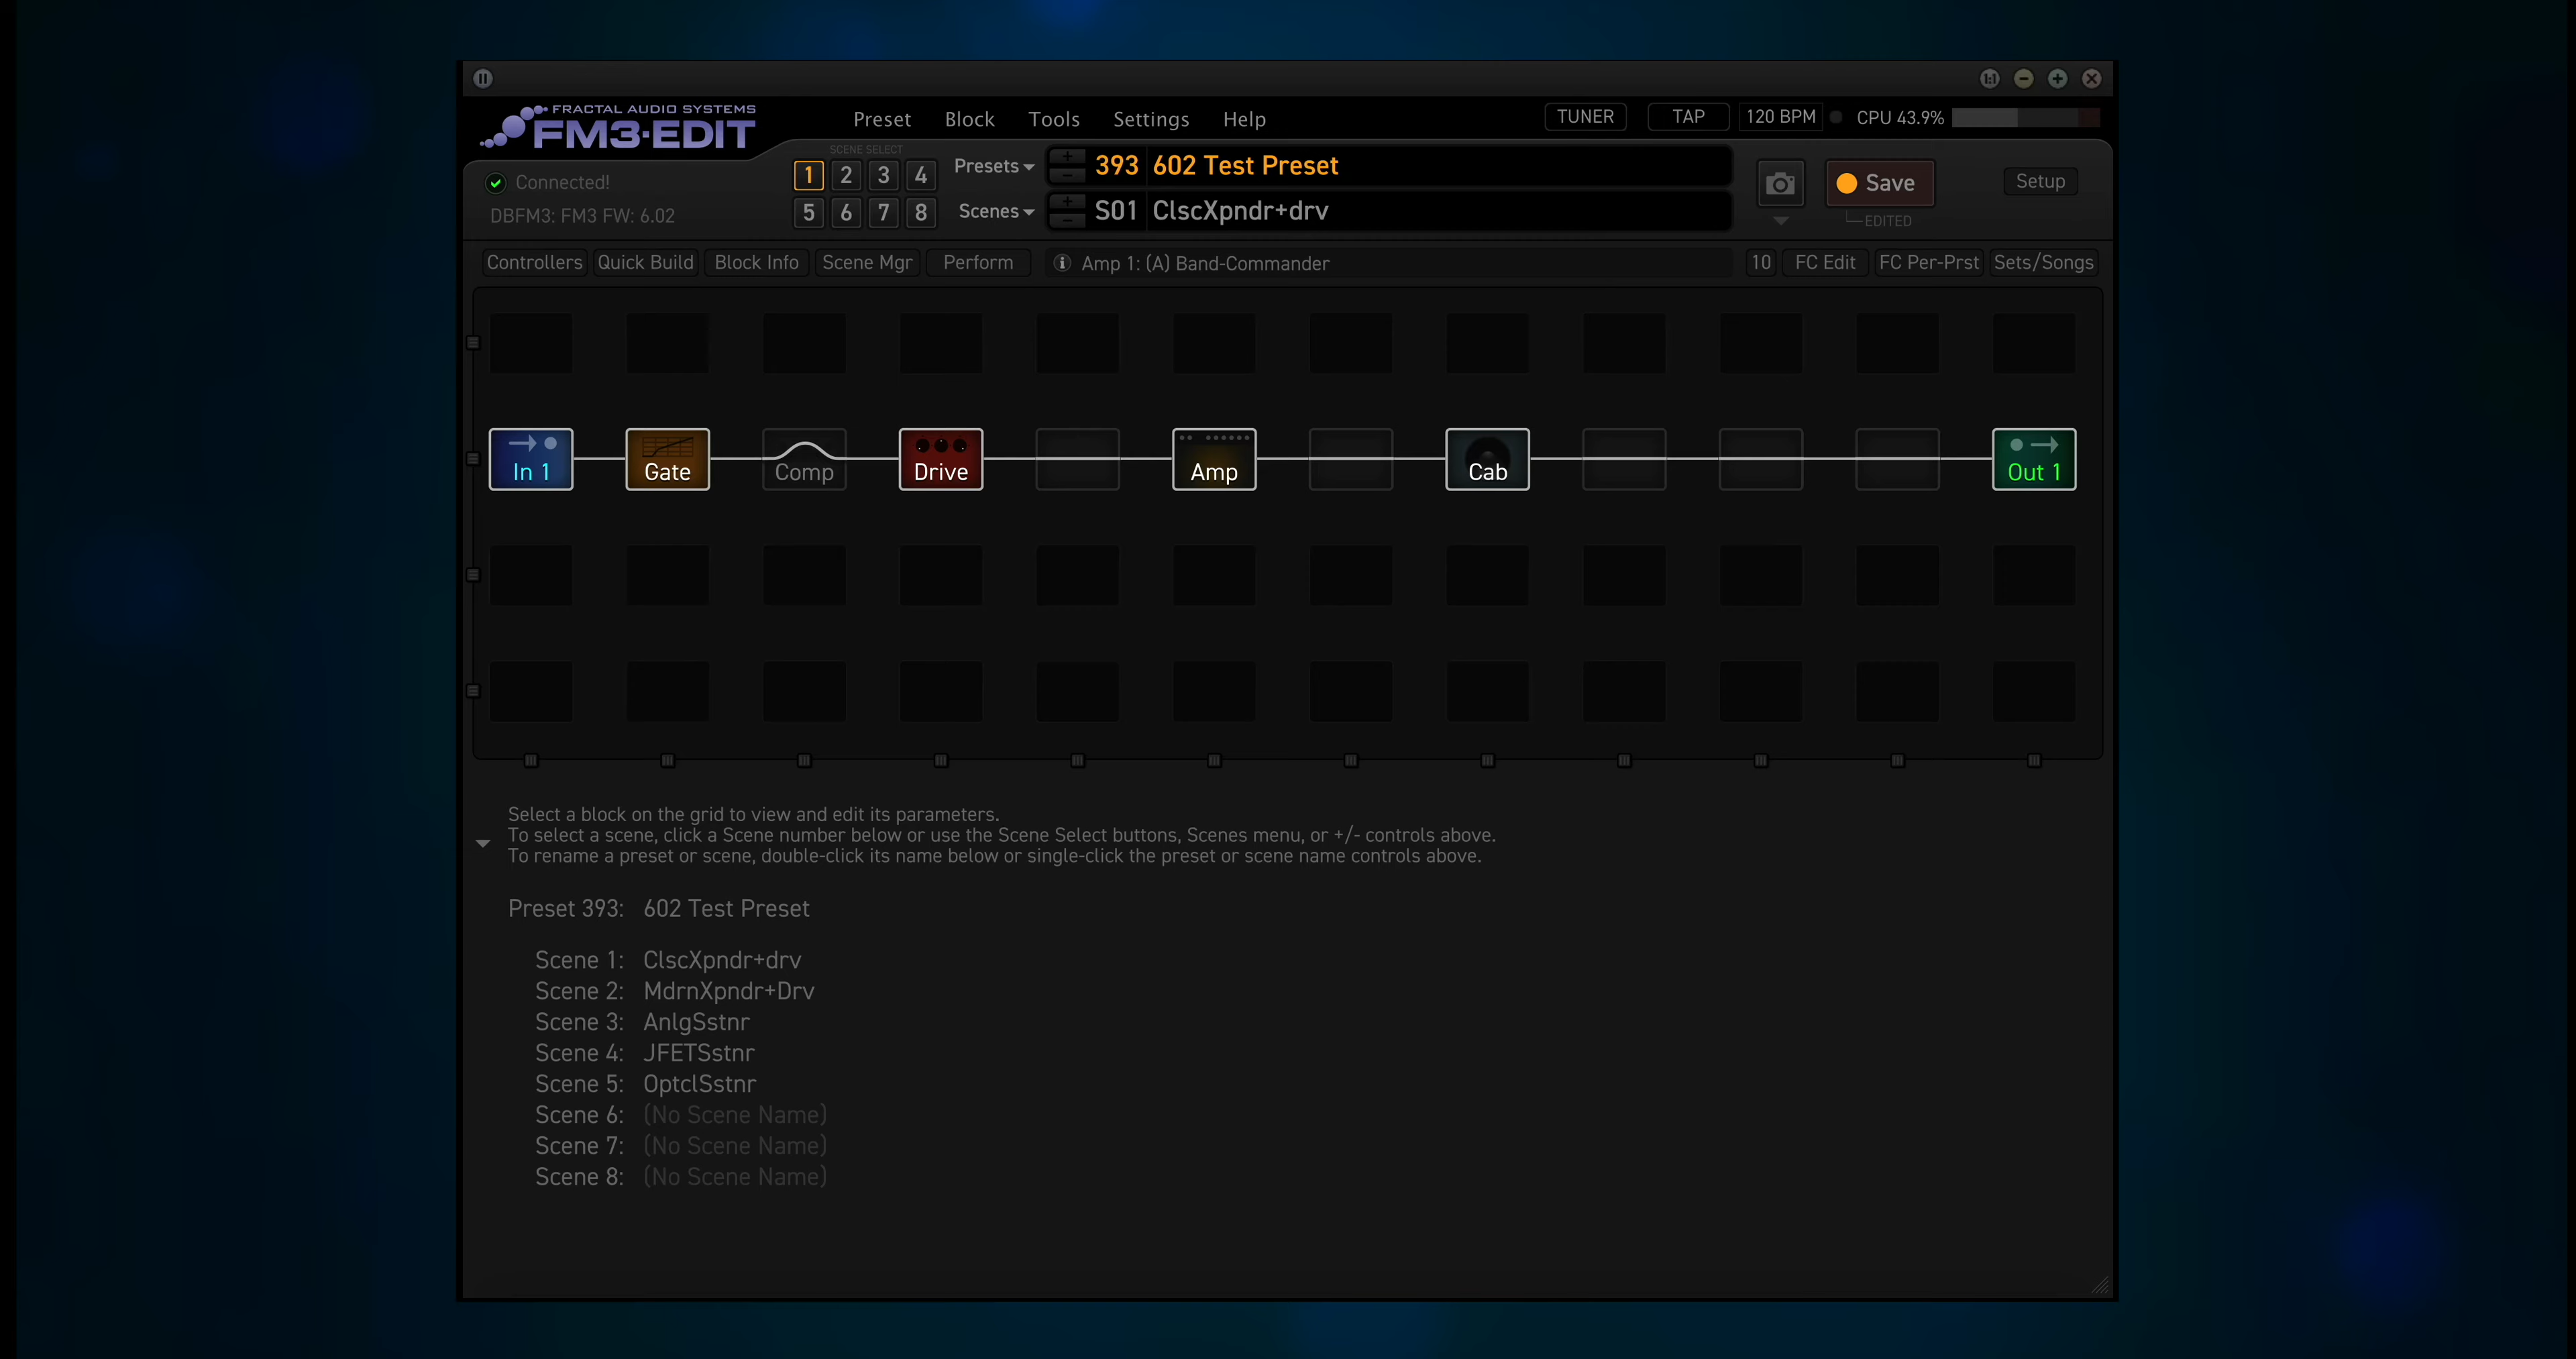 FRACTAL AUDIO SYSTEMS
FM3·EDIT
Preset Block Tools Settings Help
TUNER TAP 120 BPM CPU 43.9%
SCENE SELECT
1 2 3 4
5 6 7 8
Connected!
DBFM3: FM3 FW: 6.02
Presets 393 602 Test Preset
Scenes S01 ClscXpndr+drv
Save
EDITED
Setup
Controllers Quick Build Block Info Scene Mgr Perform Amp 1: (A) Band-Commander 10 FC Edit FC Per-Prst Sets/Songs
In 1 Gate Comp Drive Amp Cab Out 1
Select a block on the grid to view and edit its parameters.
To select a scene, click a Scene number below or use the Scene Select buttons, Scenes menu, or +/- controls above.
To rename a preset or scene, double-click its name below or single-click the preset or scene name controls above.
Preset 393: 602 Test Preset
Scene 1: ClscXpndr+drv
Scene 2: MdrnXpndr+Drv
Scene 3: AnlgSstnr
Scene 4: JFETSstnr
Scene 5: OptclSstnr
Scene 6: (No Scene Name)
Scene 7: (No Scene Name)
Scene 8: (No Scene Name)